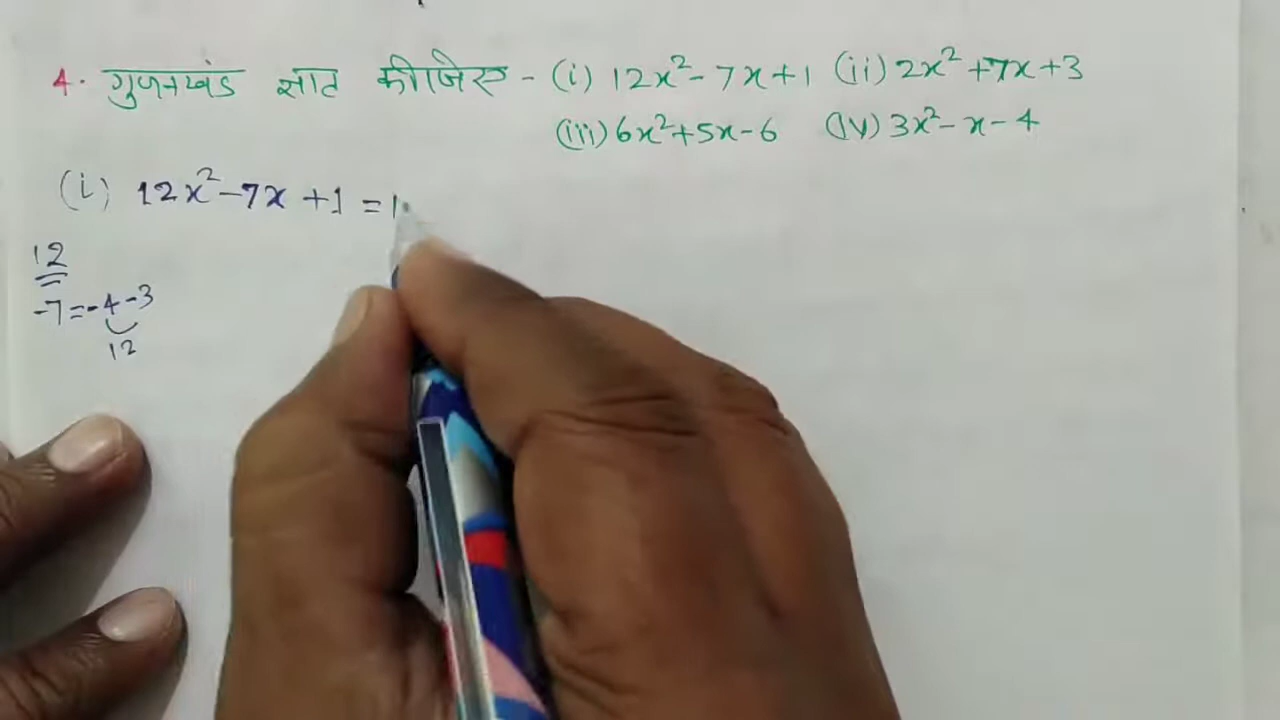 4. गुणनखंड ज्ञात कीजिए - (i) 12x² - 7x + 1 (ii) 2x² + 7x + 3
(iii) 6x² + 5x - 6 (iv) 3x² - x - 4
(i) 12x² - 7x + 1 = 1
12
-7 = -4 -3
12